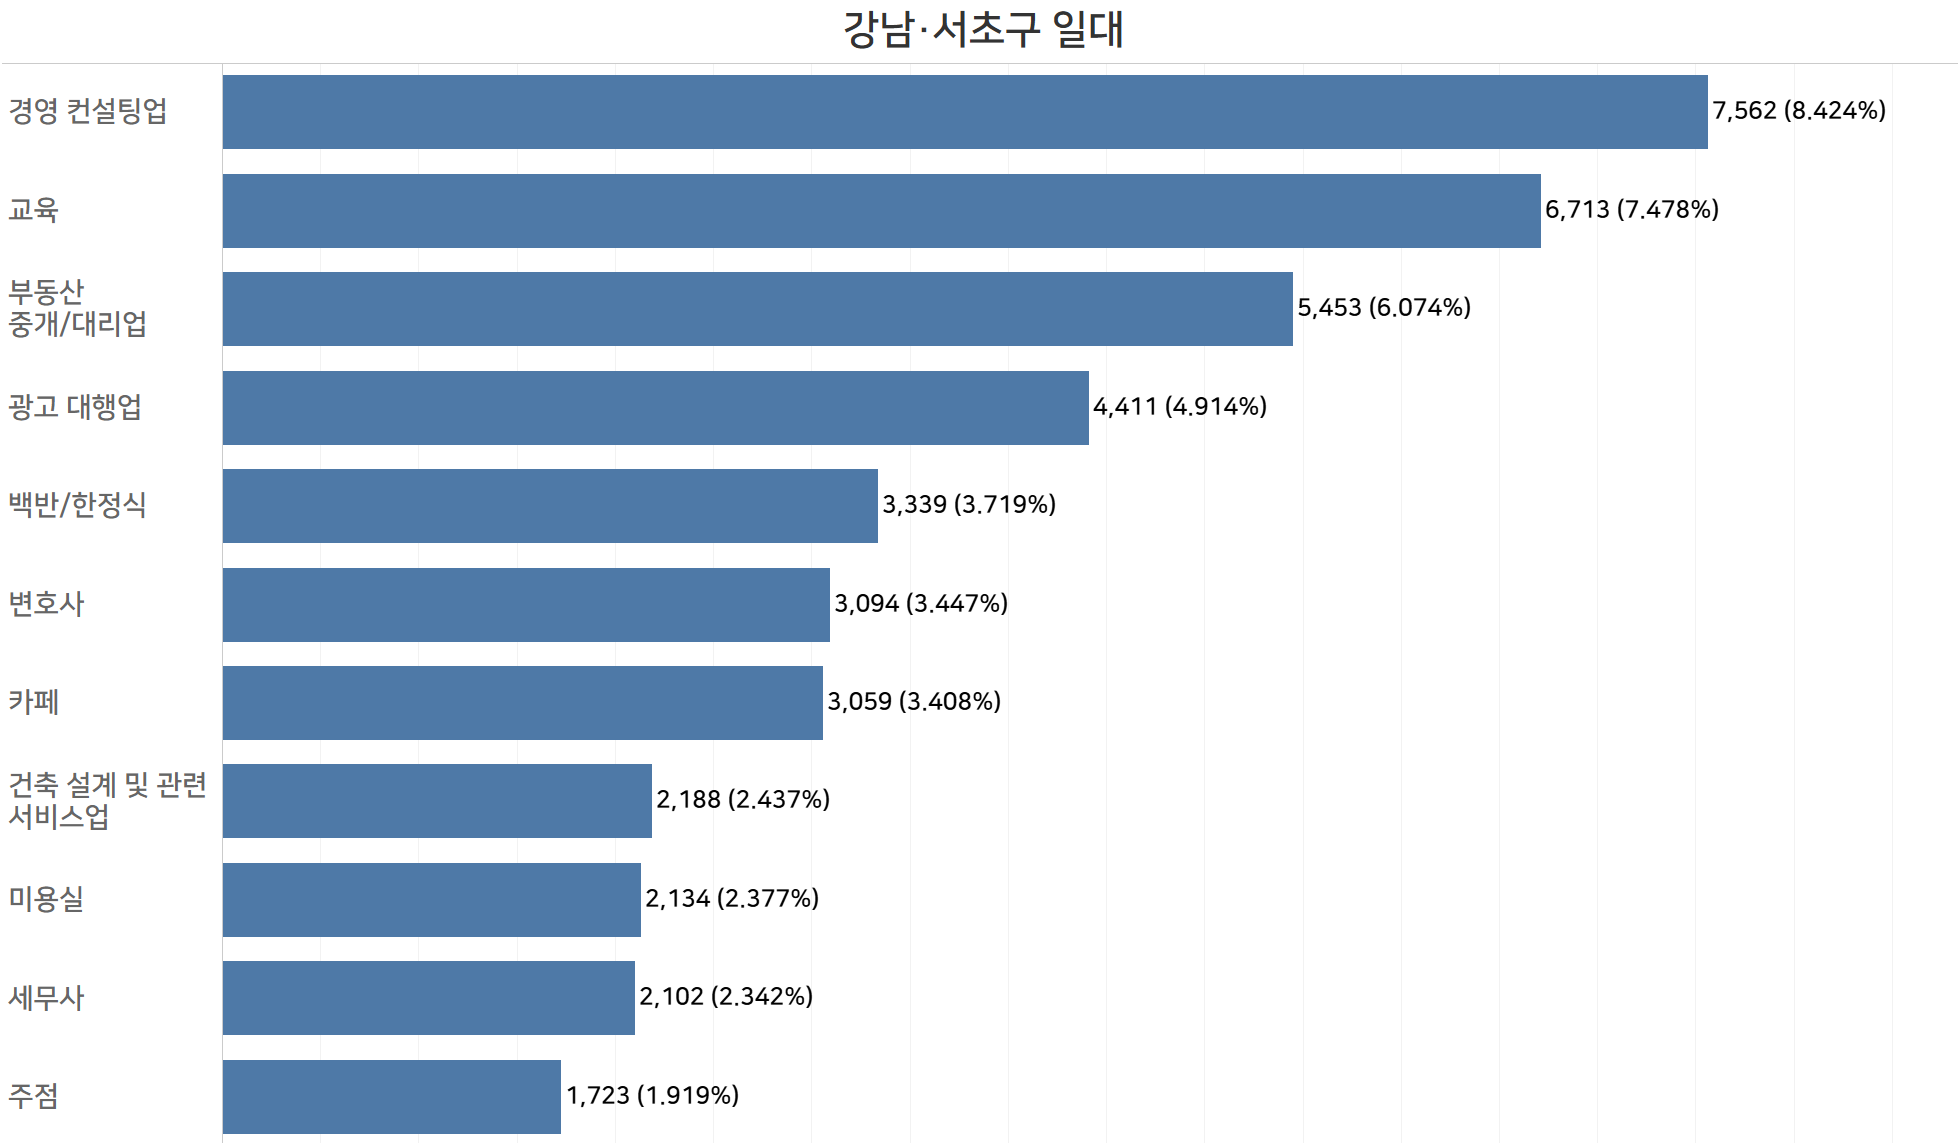 강남·서초구 일대
경영 컨설팅업
7,562 (8.424%)
교육
6,713 (7.478%)
부동산
중개/대리업
5,453 (6.074%)
광고 대행업
4,411 (4.914%)
백반/한정식
3,339 (3.719%)
변호사
3,094 (3.447%)
카페
3,059 (3.408%)
건축 설계 및 관련
서비스업
2,188 (2.437%)
미용실
2,134 (2.377%)
세무사
2,102 (2.342%)
주점
1,723 (1.919%)